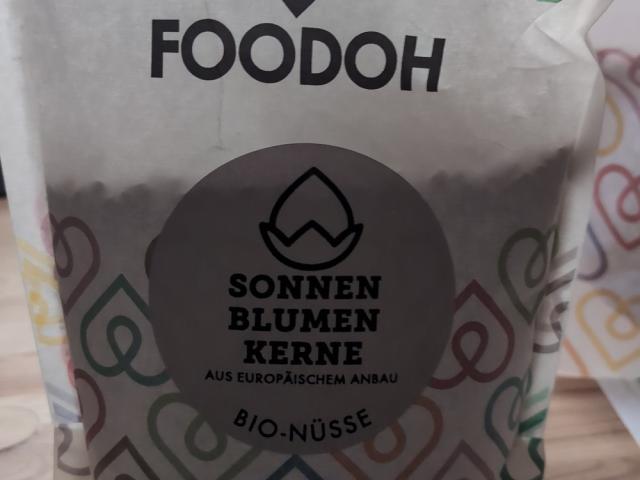 FOODOH
SONNEN
BLUMEN
KERNE
AUS EUROPÄISCHEM ANBAU
BIO-NÜSSE